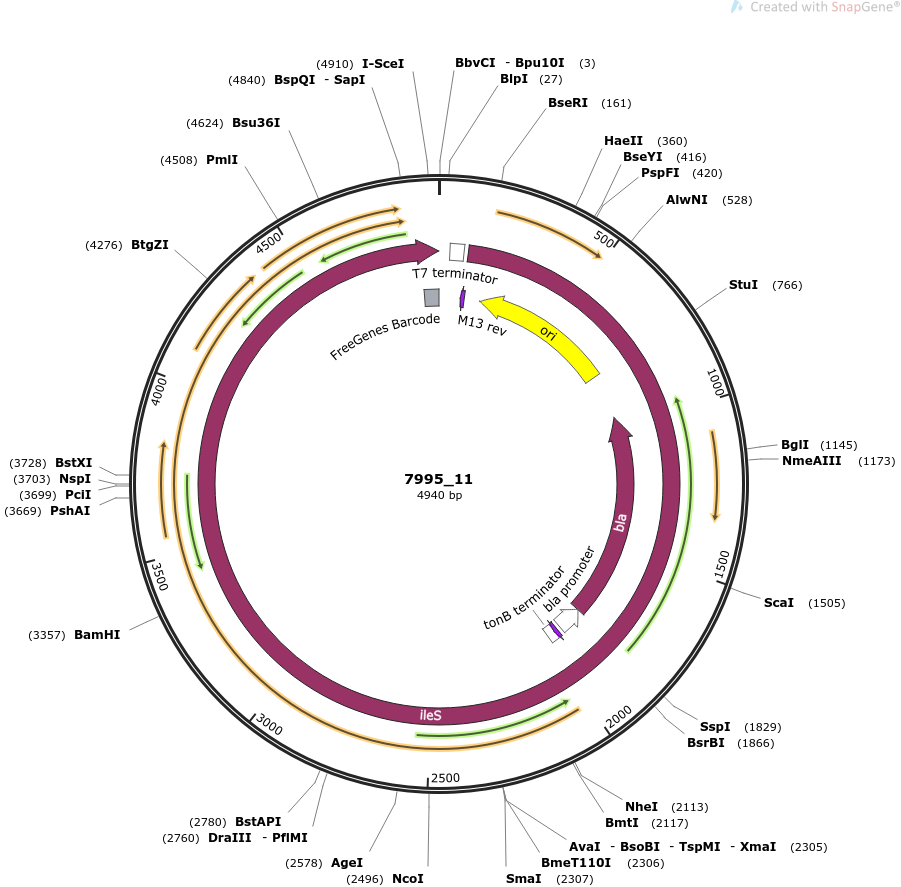 Created with SnapGene®
(4910) I-SceI
BbvCI - Bpu10I (3)
(4840) BspQI - SapI
BlpI (27)
BseRI (161)
(4624) Bsu36I
HaeII (360)
(4508) PmlI
BseYI (416)
PspFI (420)
AlwNI (528)
(4276) BtgZI
StuI (766)
4500
500
T7 terminator
FreeGenes Barcode
M13 rev
ori
4000
1000
BglI (1145)
(3728) BstXI
NmeAIII (1173)
(3703) NspI
(3699) PciI
(3669) PshAI
7995_11
4940 bp
bla
3500
1500
bla promoter
tonB terminator
ScaI (1505)
(3357) BamHI
ileS
3000
2000
SspI (1829)
BsrBI (1866)
2500
NheI (2113)
(2780) BstAPI
BmtI (2117)
(2760) DraIII - PflMI
AvaI - BsoBI - TspMI - XmaI (2305)
(2578) AgeI
BmeT110I (2306)
(2496) NcoI
SmaI (2307)